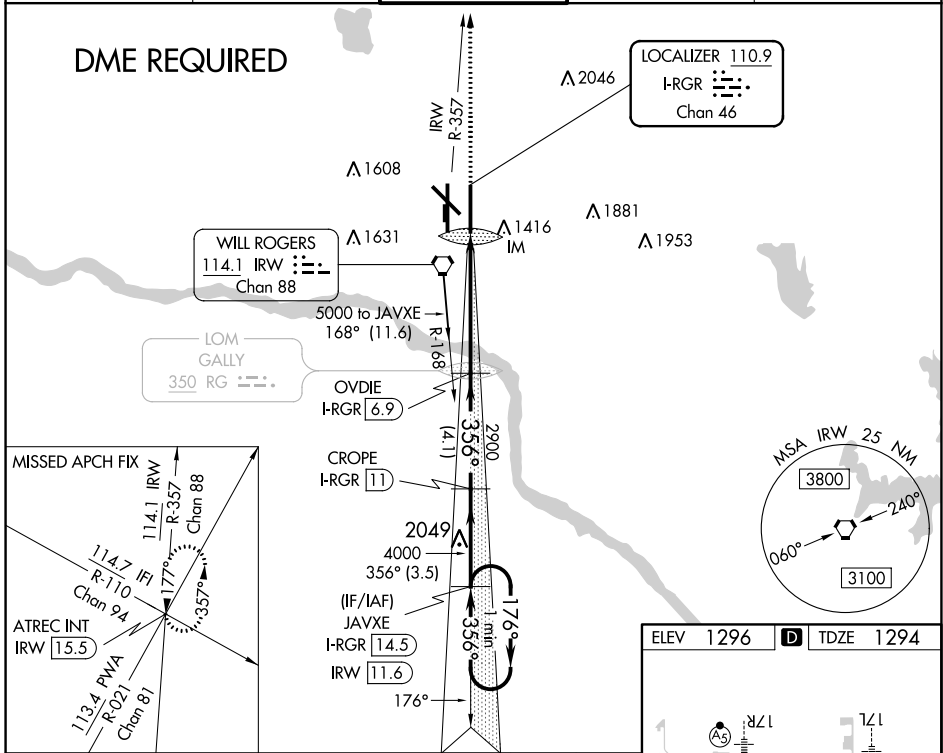 DME REQUIRED
IRW
R-357
2046
LOCALIZER 110.9
I-RGR
Chan 46
1608
1881
1416
IM
1631
1953
WILL ROGERS
114.1 IRW
Chan 88
5000 to JAVXE
168° (11.6)
R-168
LOM
GALLY
350 RG
OVDIE
I-RGR 6.9
356°
2900
(4.1)
CROPE
I-RGR 11
2049
4000
356° (3.5)
(IF/IAF)
JAVXE
I-RGR 14.5
IRW 11.6
356°
1 min
176°
176°
MISSED APCH FIX
114.1 IRW
R-357
Chan 88
177°
357°
114.7 IFI
R-110
Chan 94
ATREC INT
IRW 15.5
113.4 PWA
R-021
Chan 81
MSA IRW 25 NM
3800
240°
060°
3100
ELEV 1296 D TDZE 1294
A5
17R
17L